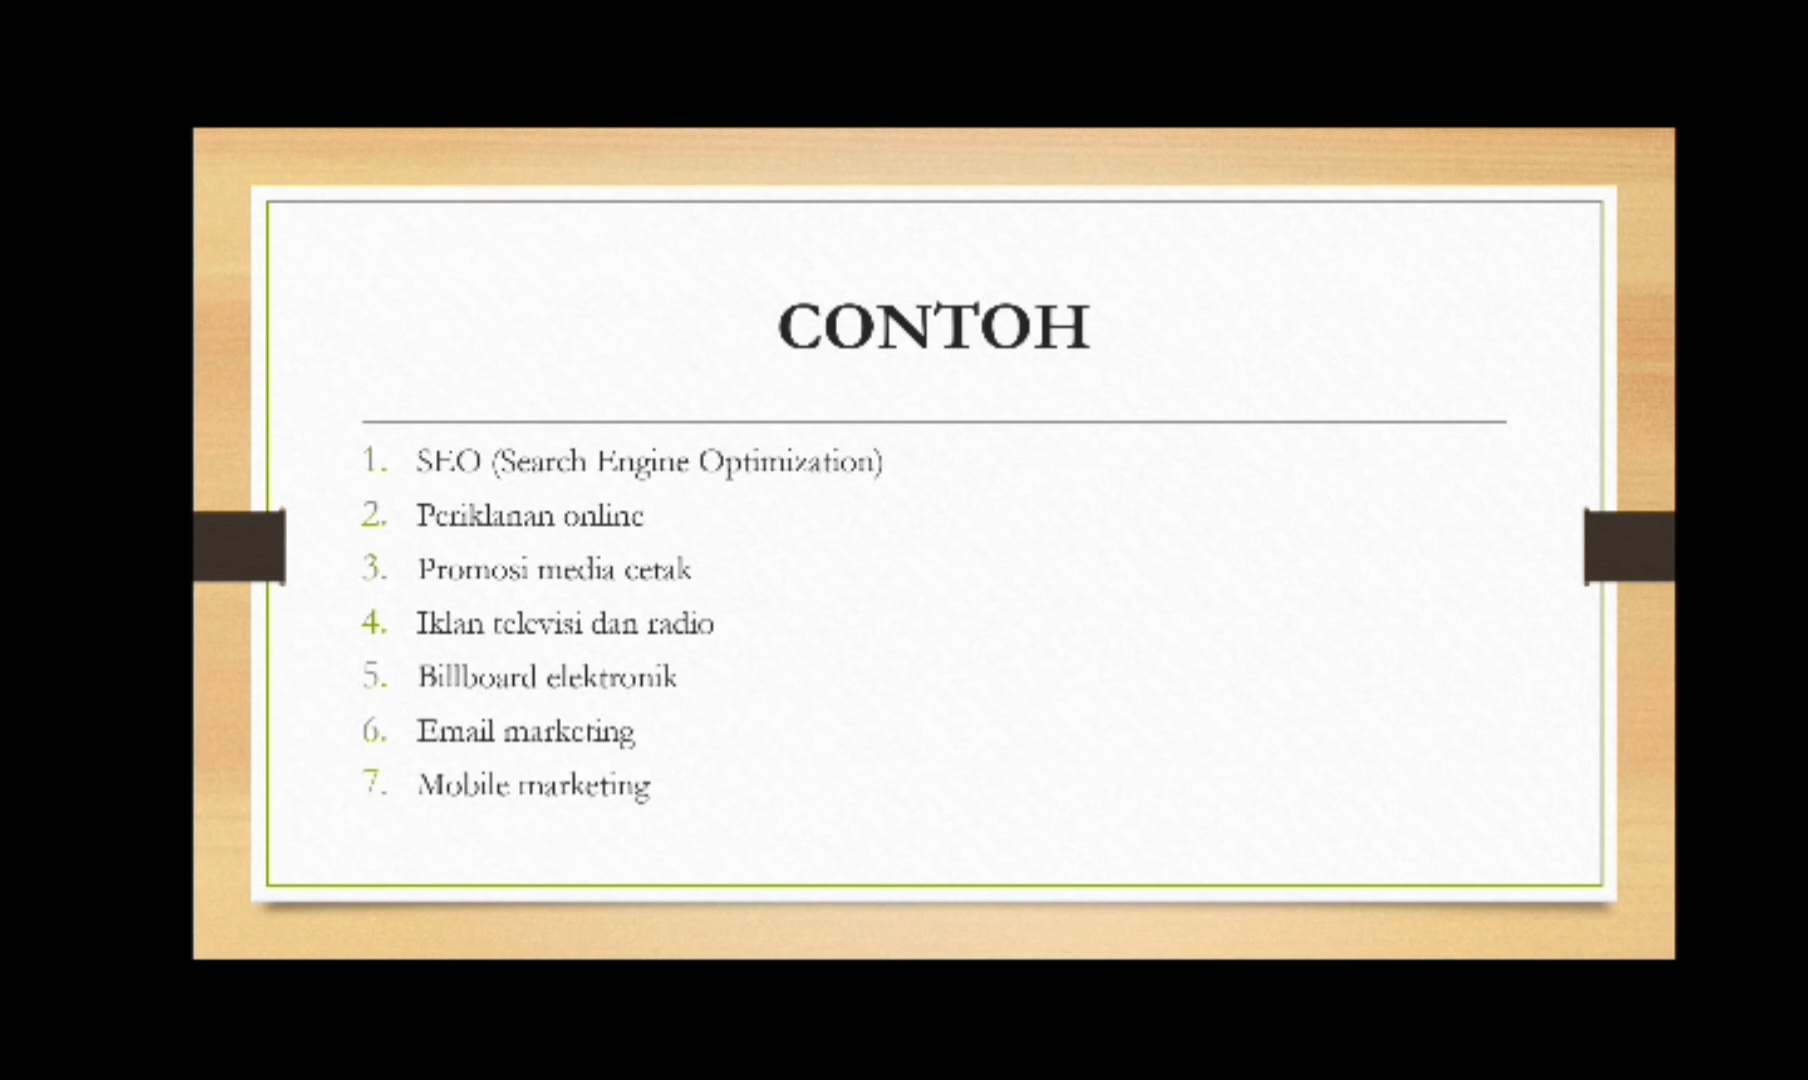 CONTOH
1. SEO (Search Engine Optimization)
2. Periklanan online
3. Promosi media cetak
4. Iklan televisi dan radio
5. Billboard elektronik
6. Email marketing
7. Mobile marketing